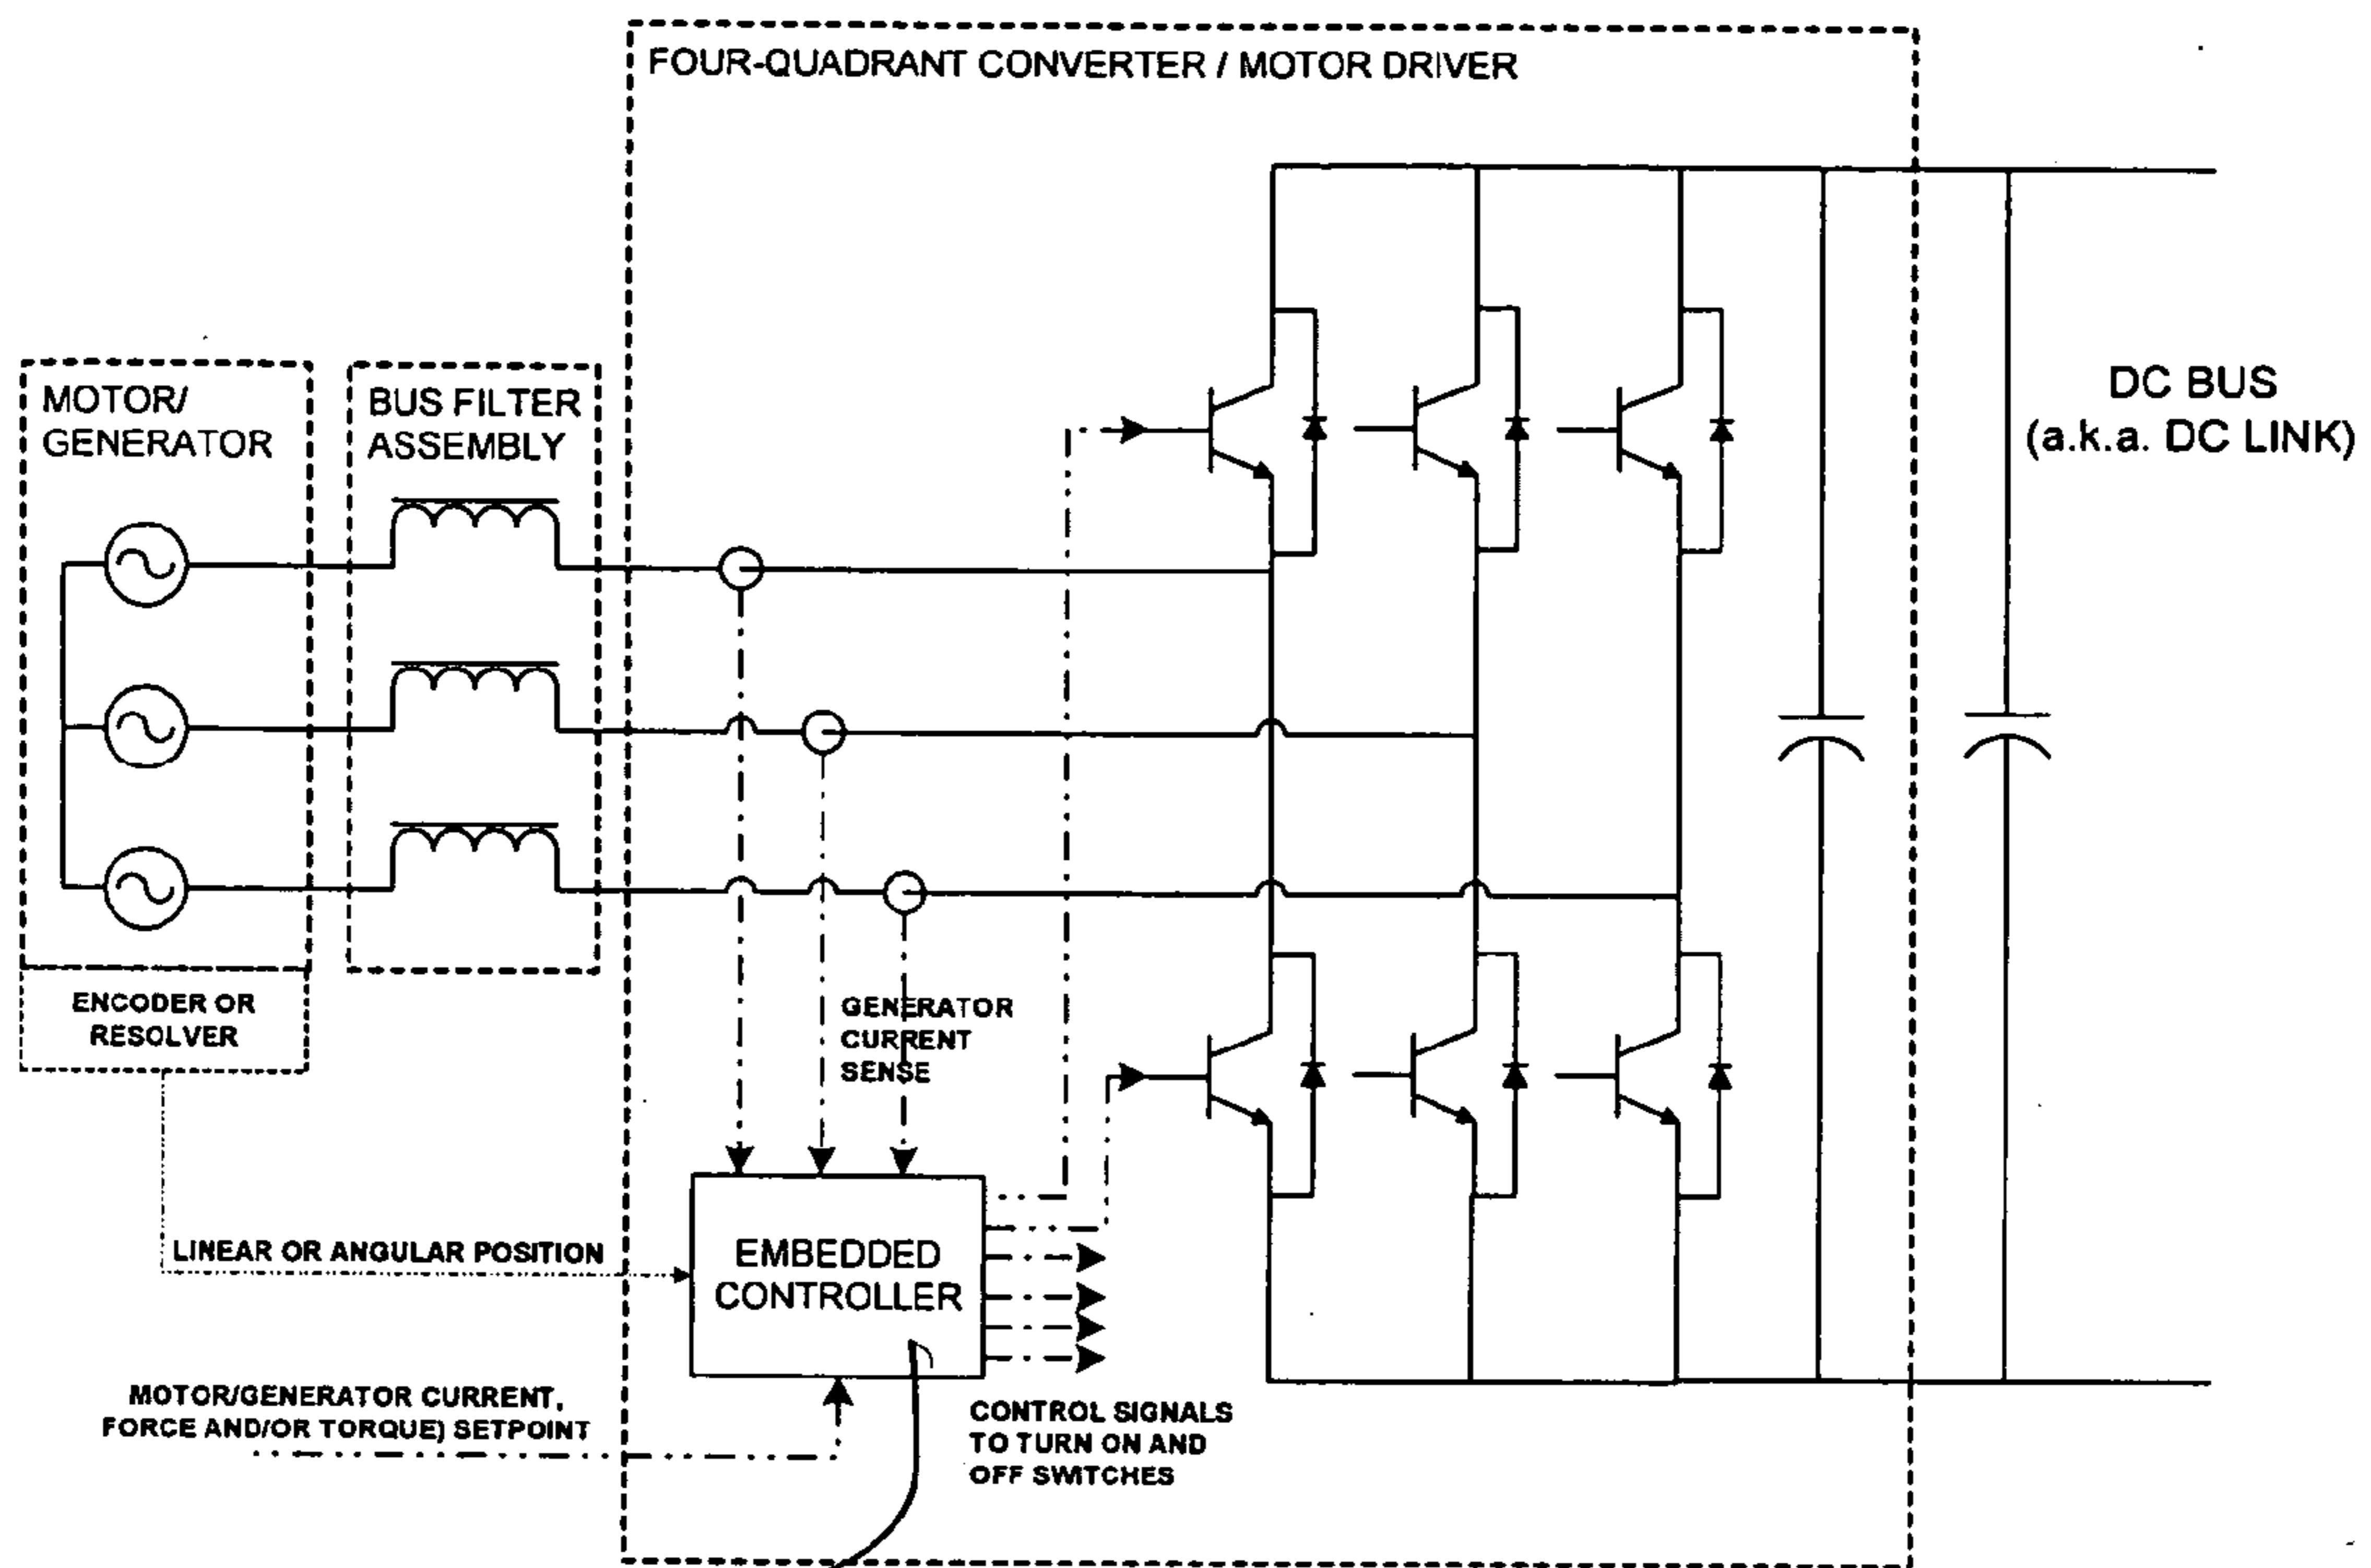 FOUR-QUADRANT CONVERTER / MOTOR DRIVER
MOTOR/
GENERATOR
BUS FILTER
ASSEMBLY
DC BUS
(a.k.a. DC LINK)
ENCODER OR
RESOLVER
GENERATOR
CURRENT
SENSE
LINEAR OR ANGULAR POSITION
EMBEDDED
CONTROLLER
MOTOR/GENERATOR CURRENT,
FORCE AND/OR TORQUE) SETPOINT
CONTROL SIGNALS
TO TURN ON AND
OFF SWITCHES